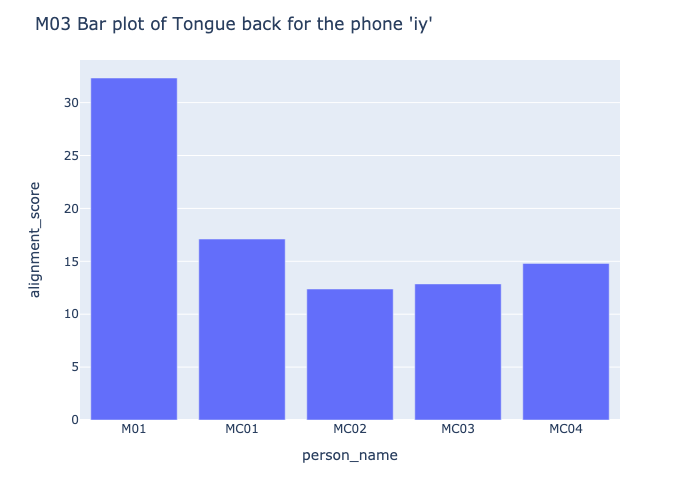 M03 Bar plot of Tongue back for the phone 'iy'
alignment_score
30
25
20
15
10
5
0
M01 MC01 MC02 MC03 MC04
person_name